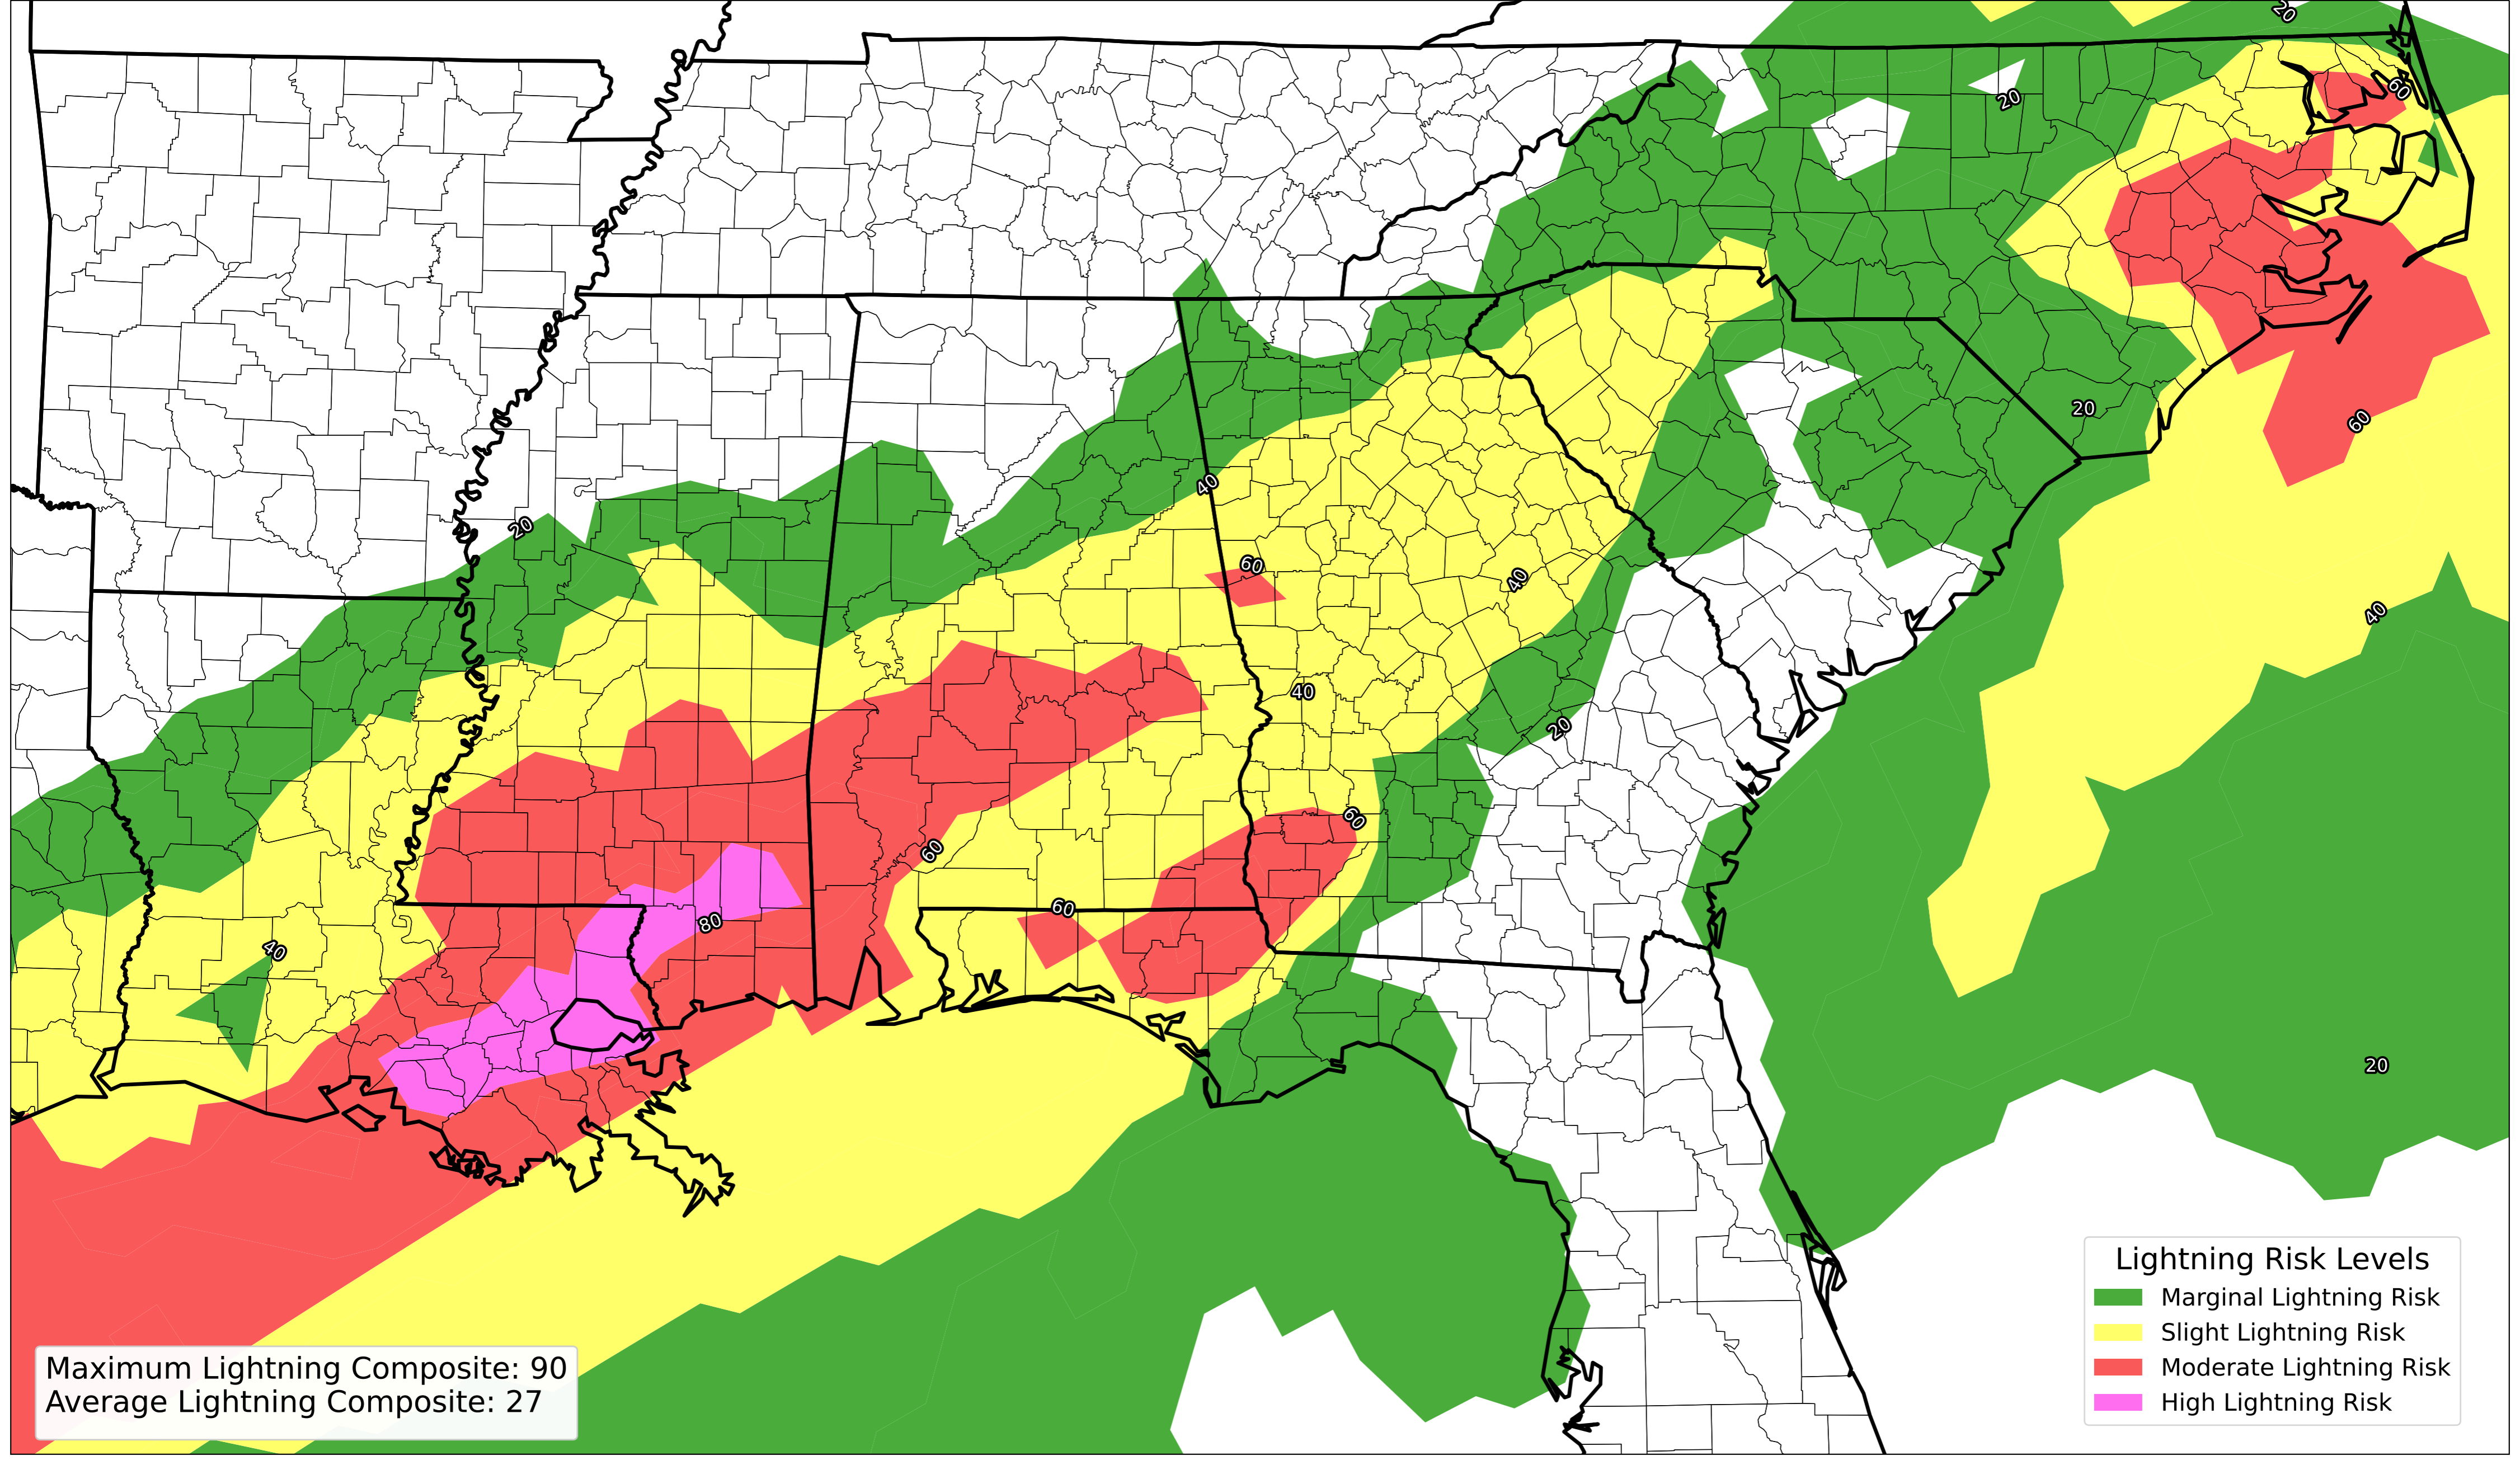 20
60
20
20
40
60
20
60
40
40
40
20
60
60
60
80
40
20
Lightning Risk Levels
Marginal Lightning Risk
Slight Lightning Risk
Moderate Lightning Risk
High Lightning Risk
Maximum Lightning Composite: 90
Average Lightning Composite: 27